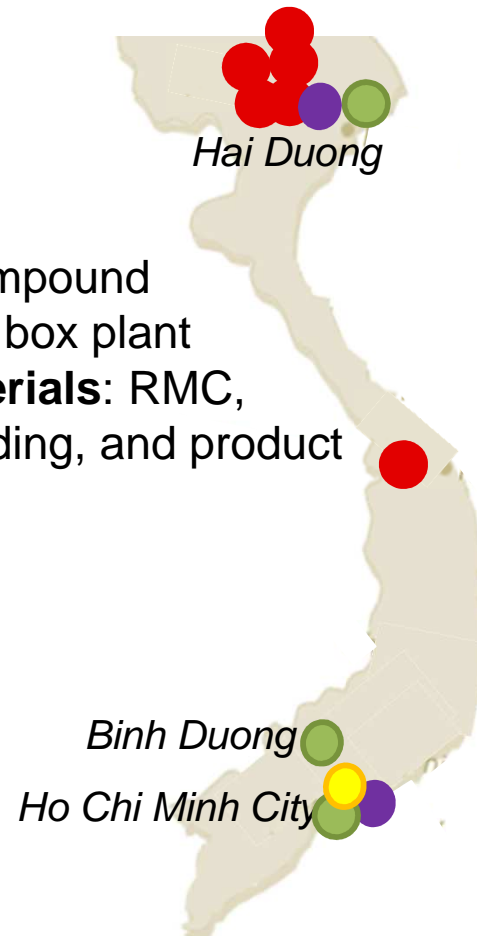 Hai Duong
mpound
box plant
erials: RMC,
ding, and product
Binh Duong
Ho Chi Minh City